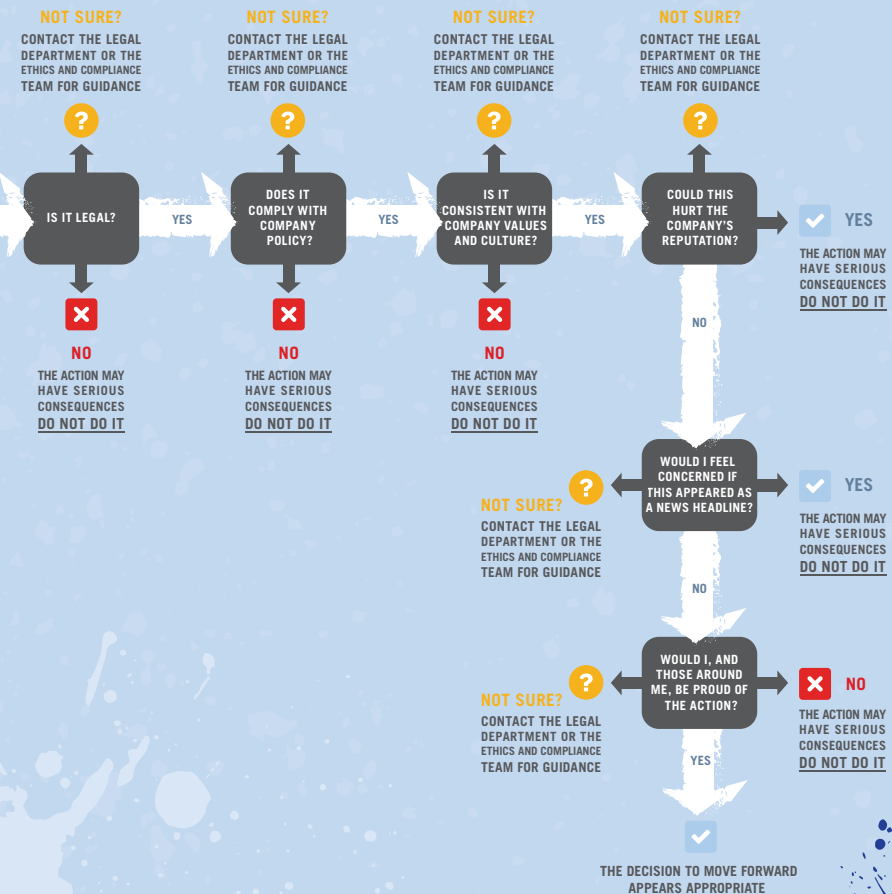 NOT SURE?
CONTACT THE LEGAL
DEPARTMENT OR THE
ETHICS AND COMPLIANCE
TEAM FOR GUIDANCE
?
NOT SURE?
CONTACT THE LEGAL
DEPARTMENT OR THE
ETHICS AND COMPLIANCE
TEAM FOR GUIDANCE
?
NOT SURE?
CONTACT THE LEGAL
DEPARTMENT OR THE
ETHICS AND COMPLIANCE
TEAM FOR GUIDANCE
?
NOT SURE?
CONTACT THE LEGAL
DEPARTMENT OR THE
ETHICS AND COMPLIANCE
TEAM FOR GUIDANCE
?
IS IT LEGAL?
YES
DOES IT
COMPLY WITH
COMPANY
POLICY?
YES
IS IT
CONSISTENT WITH
COMPANY VALUES
AND CULTURE?
YES
COULD THIS
HURT THE
COMPANY'S
REPUTATION?
YES
THE ACTION MAY
HAVE SERIOUS
CONSEQUENCES
DO NOT DO IT
NO
THE ACTION MAY
HAVE SERIOUS
CONSEQUENCES
DO NOT DO IT
NO
THE ACTION MAY
HAVE SERIOUS
CONSEQUENCES
DO NOT DO IT
NO
THE ACTION MAY
HAVE SERIOUS
CONSEQUENCES
DO NOT DO IT
NO
WOULD I FEEL
CONCERNED IF
THIS APPEARED AS
A NEWS HEADLINE?
?
NOT SURE?
CONTACT THE LEGAL
DEPARTMENT OR THE
ETHICS AND COMPLIANCE
TEAM FOR GUIDANCE
YES
THE ACTION MAY
HAVE SERIOUS
CONSEQUENCES
DO NOT DO IT
NO
WOULD I, AND
THOSE AROUND
ME, BE PROUD OF
THE ACTION?
?
NOT SURE?
CONTACT THE LEGAL
DEPARTMENT OR THE
ETHICS AND COMPLIANCE
TEAM FOR GUIDANCE
NO
THE ACTION MAY
HAVE SERIOUS
CONSEQUENCES
DO NOT DO IT
YES
THE DECISION TO MOVE FORWARD
APPEARS APPROPRIATE